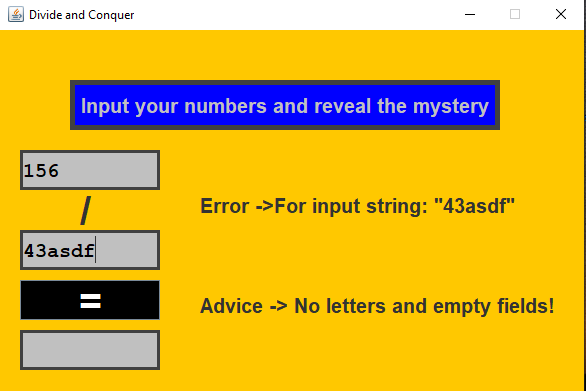 Divide and Conquer
Input your numbers and reveal the mystery
156
/
Error ->For input string: "43asdf"
43asdf
=
Advice -> No letters and empty fields!